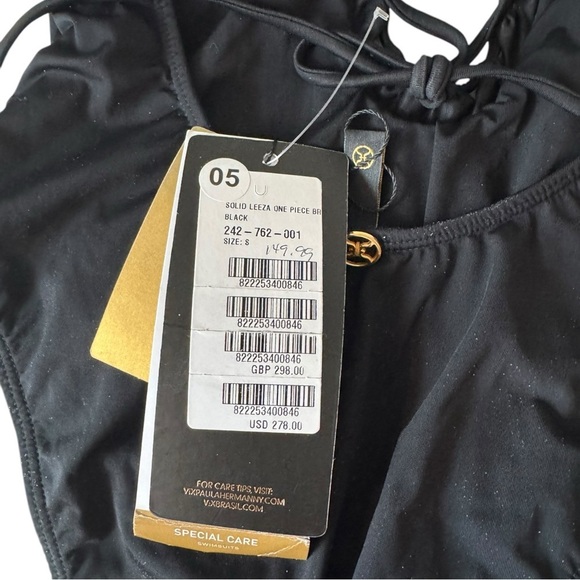 05
U
SOLID LEEZA ONE PIECE BR
BLACK
242-762-001
SIZE: S
149.99
822253400846
822253400846
822253400846
GBP 298.00
822253400846
USD 278.00
FOR CARE TIPS, VISIT:
VIXPAULAHERMANNY.COM
VIXBRASIL.COM
SPECIAL CARE
SWIMSUITS